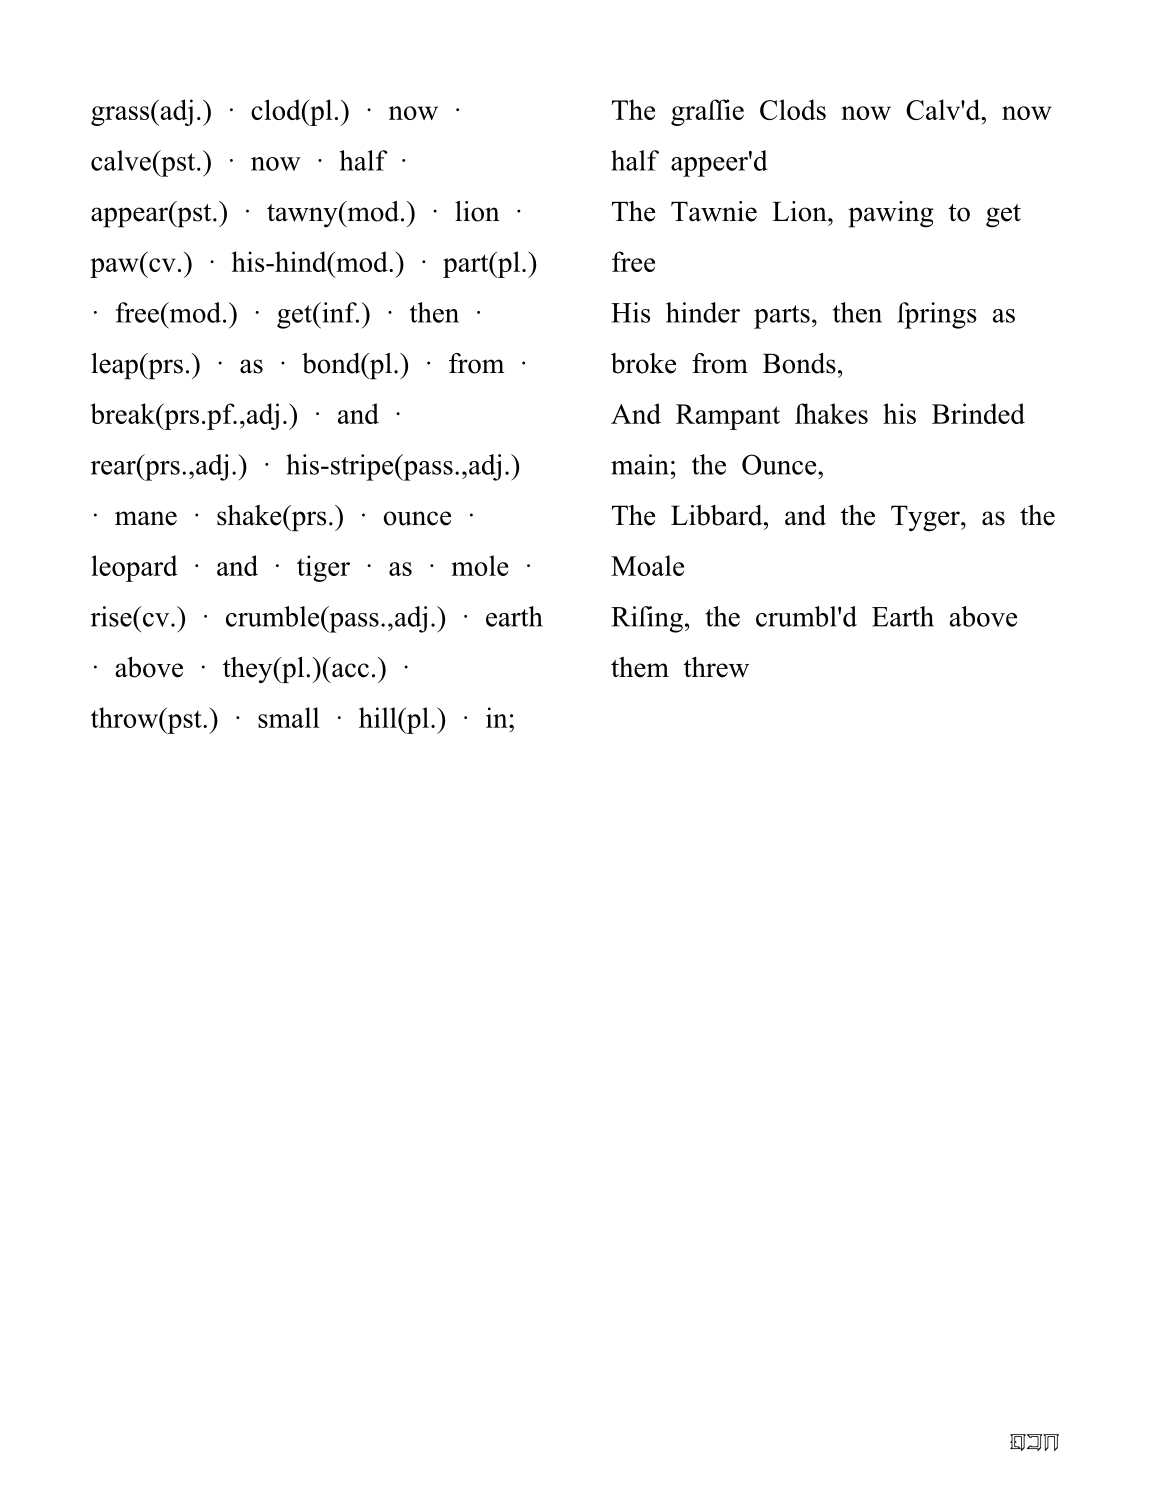 grass(adj.) · clod(pl.) · now ·
calve(pst.) · now · half ·
appear(pst.) · tawny(mod.) · lion ·
paw(cv.) · his-hind(mod.) · part(pl.)
· free(mod.) · get(inf.) · then ·
leap(prs.) · as · bond(pl.) · from ·
break(prs.pf.,adj.) · and ·
rear(prs.,adj.) · his-stripe(pass.,adj.)
· mane · shake(prs.) · ounce ·
leopard · and · tiger · as · mole ·
rise(cv.) · crumble(pass.,adj.) · earth
· above · they(pl.)(acc.) ·
throw(pst.) · small · hill(pl.) · in;
The graſſie Clods now Calv'd, now
half appeer'd
The Tawnie Lion, pawing to get
free
His hinder parts, then ſprings as
broke from Bonds,
And Rampant ſhakes his Brinded
main; the Ounce,
The Libbard, and the Tyger, as the
Moale
Riſing, the crumbl'd Earth above
them threw